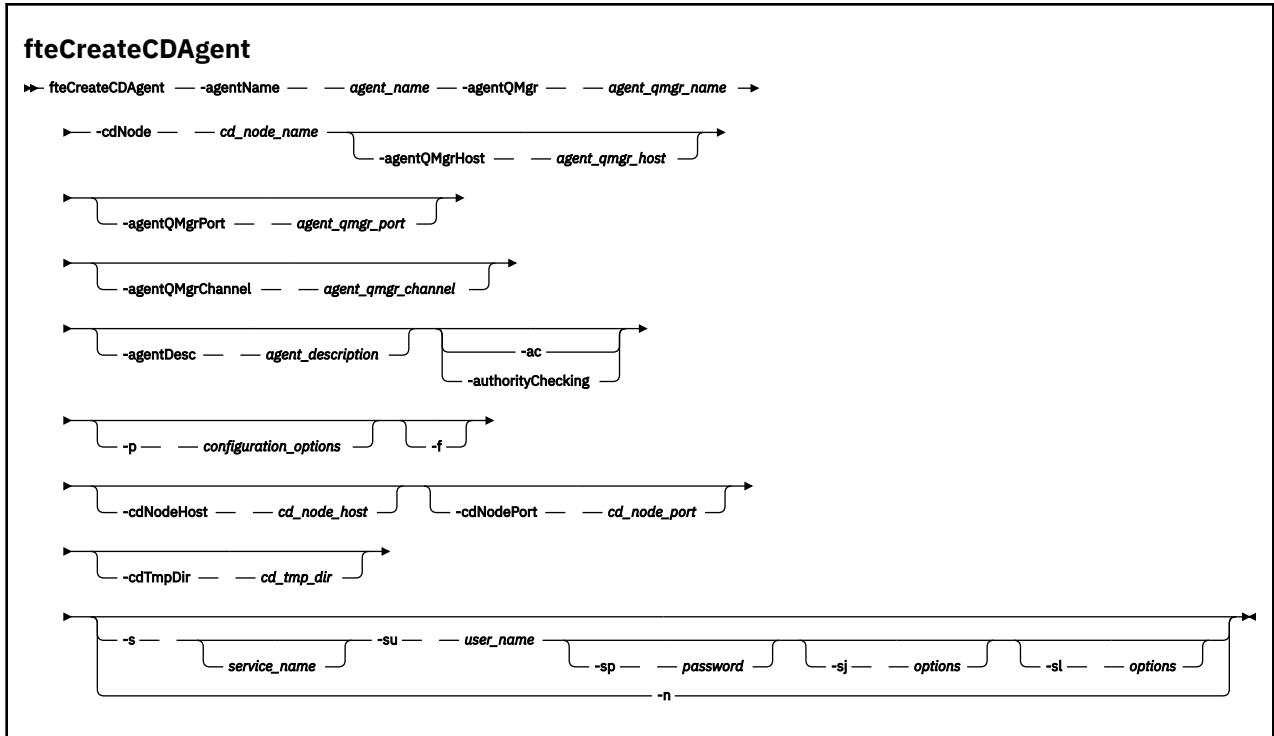 fteCreateCDAgent
fteCreateCDAgent -agentName agent_name -agentQMgr agent_qmgr_name
-cdNode cd_node_name
-agentQMgrHost agent_qmgr_host
-agentQMgrPort agent_qmgr_port
-agentQMgrChannel agent_qmgr_channel
-ac
-agentDesc agent_description
-authorityChecking
-p configuration_options -f
-cdNodeHost cd_node_host -cdNodePort cd_node_port
-cdTmpDir cd_tmp_dir
-s -su user_name
service_name -sp password -sj options -sl options
-n